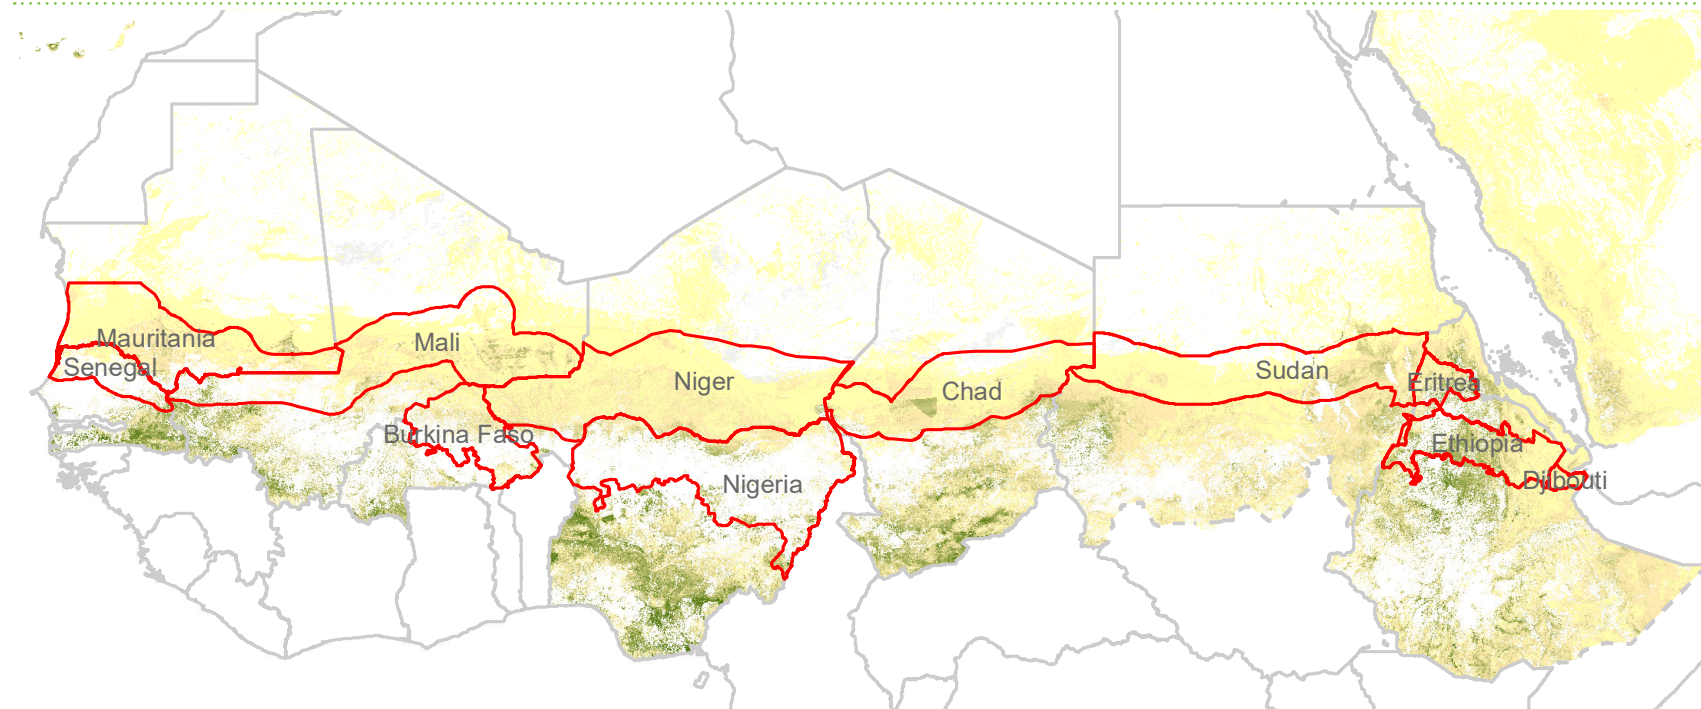 Mauritania
Senegal
Mali
Burkina Faso
Niger
Nigeria
Chad
Sudan
Eritrea
Ethiopia
Djibouti